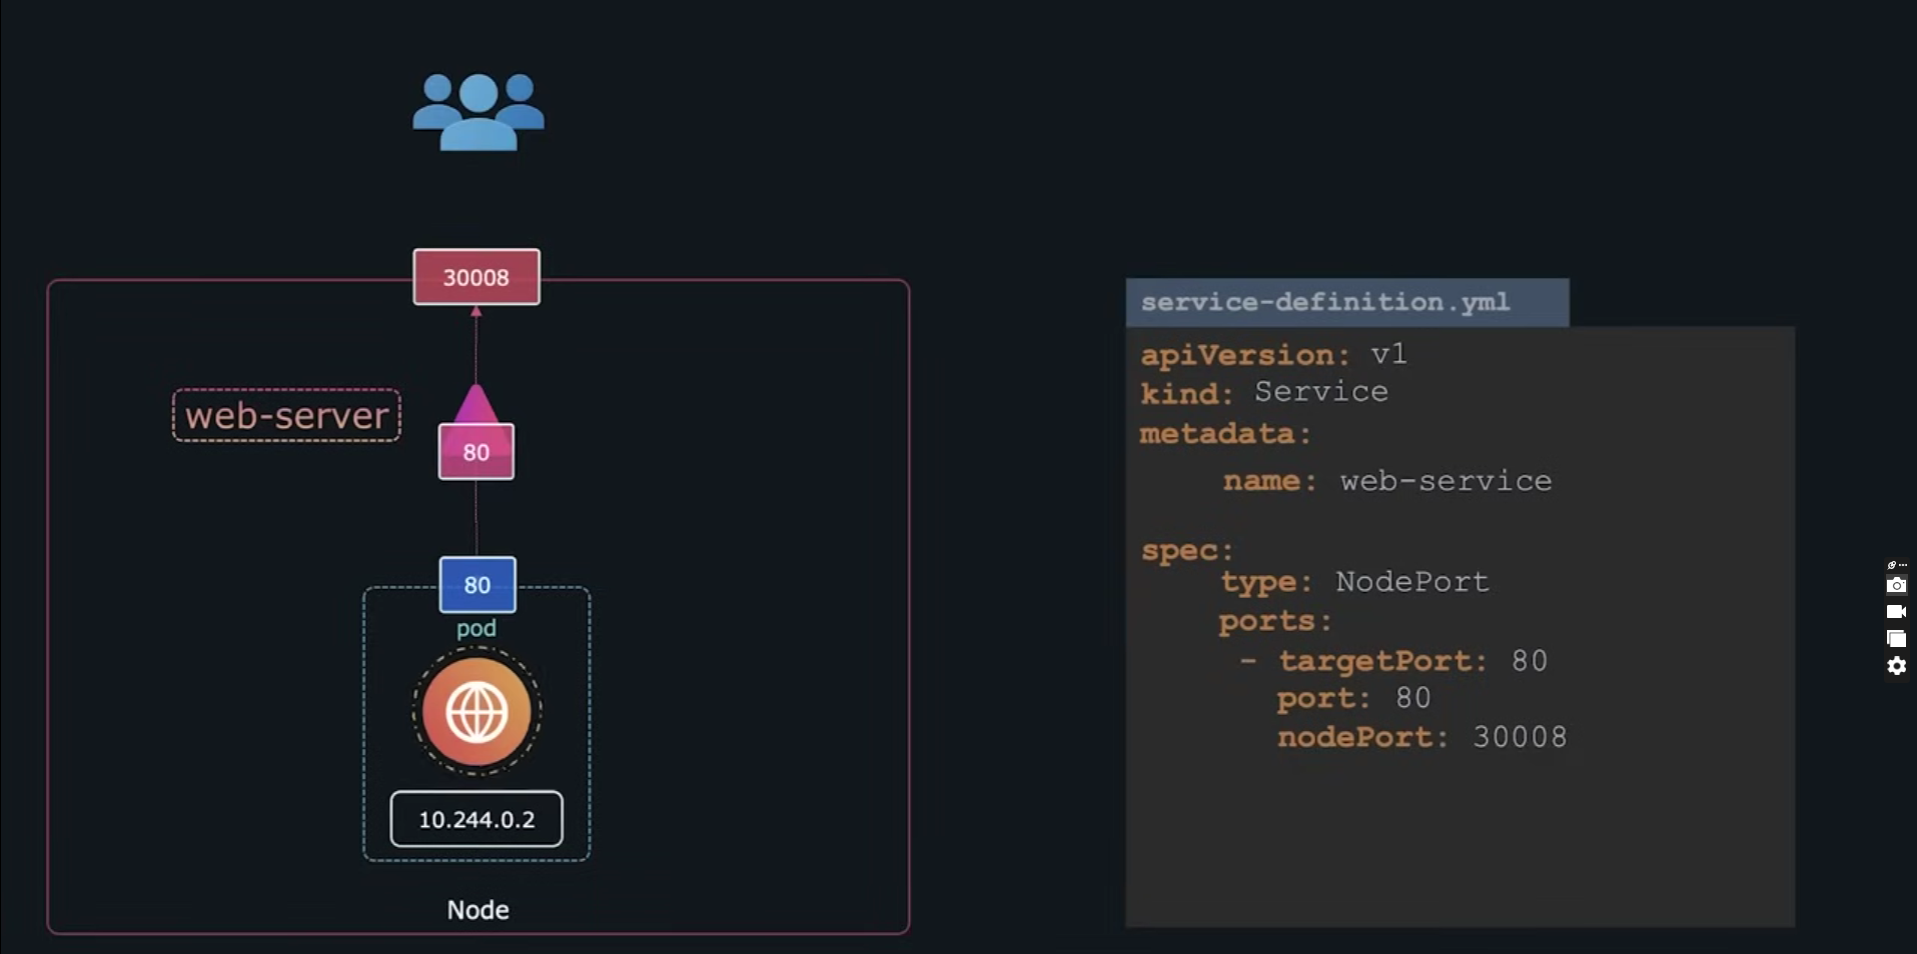 30008
web-server
80
80
pod
10.244.0.2
Node
service-definition.yml
apiVersion: v1
kind: Service
metadata:
name: web-service
spec:
type: NodePort
ports:
- targetPort: 80
port: 80
nodePort: 30008